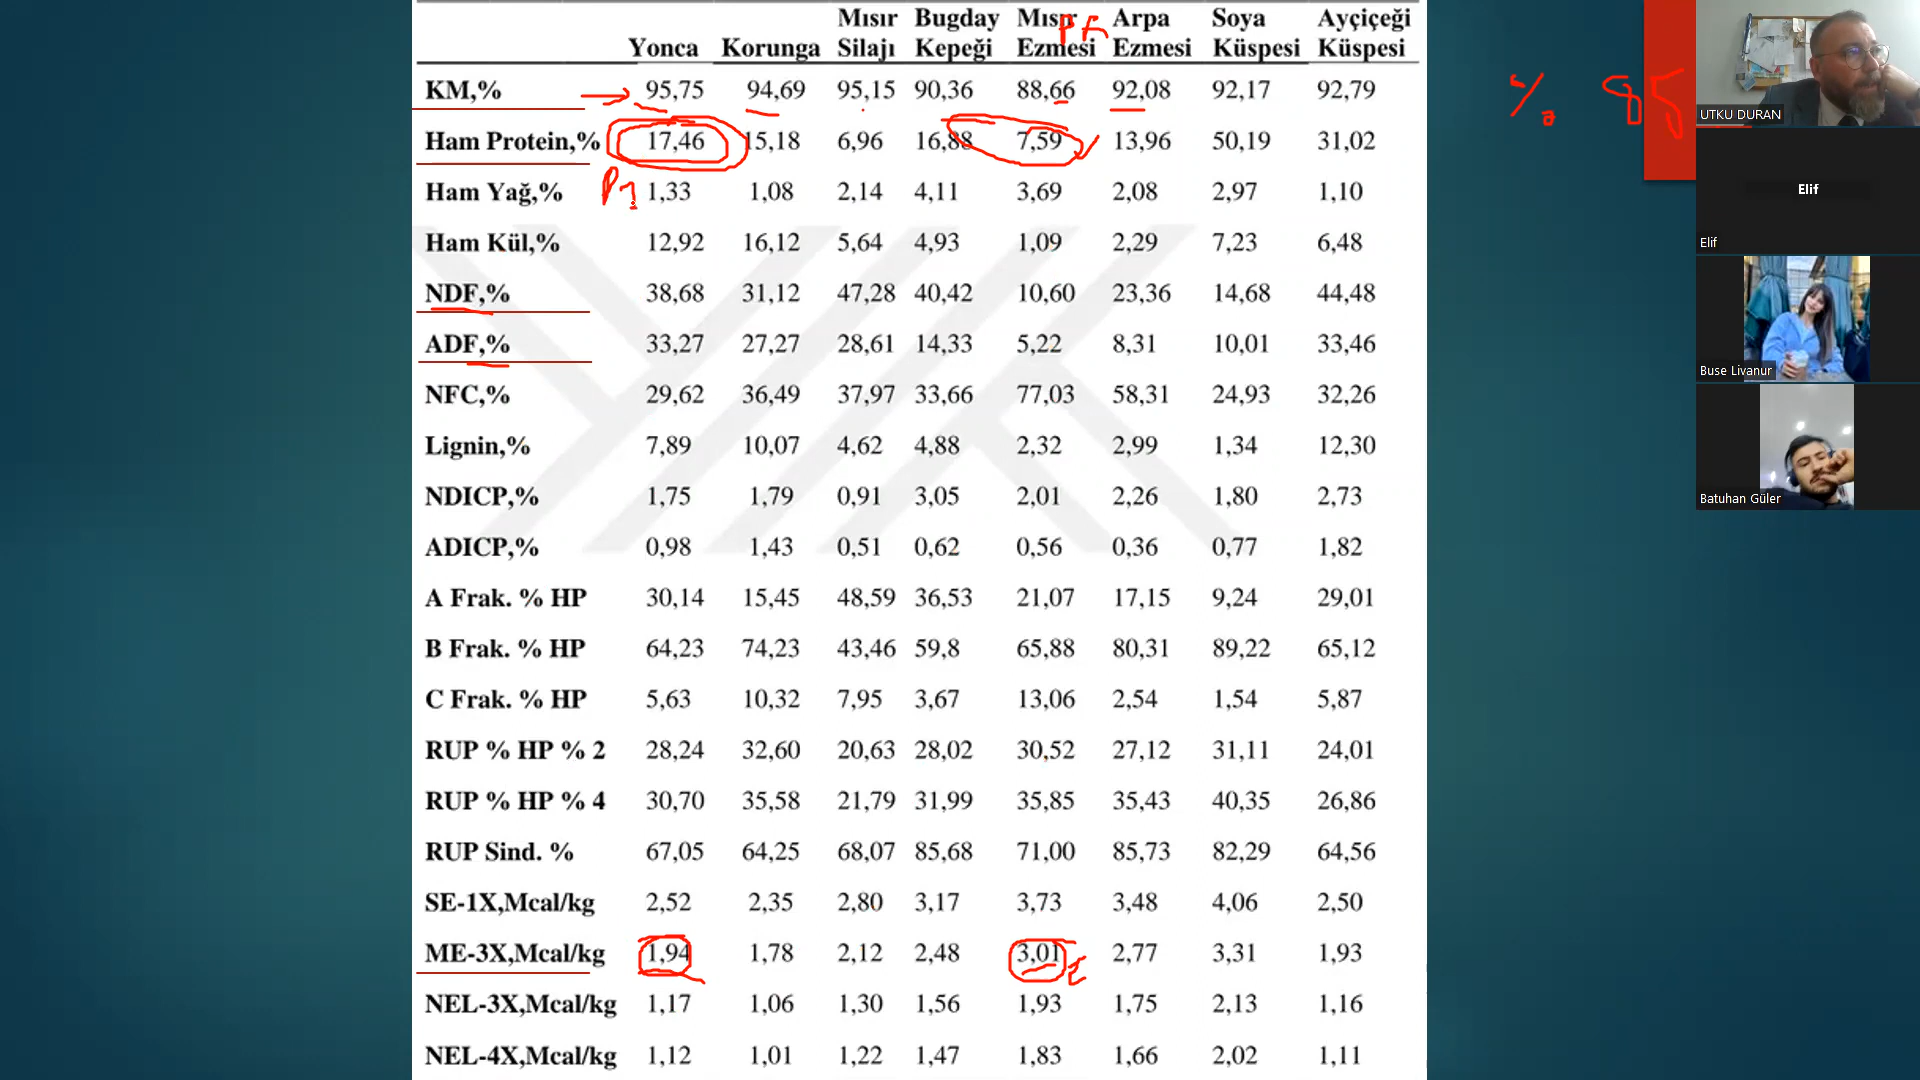 Yonca Korunga Mısır Silajı Bugday Kepeği Mısır Ezmesi Arpa Ezmesi Soya Küspesi Ayçiçeği Küspesi
KM,% 95,75 94,69 95,15 90,36 88,66 92,08 92,17 92,79
Ham Protein,% 17,46 15,18 6,96 16,88 7,59 13,96 50,19 31,02
Ham Yağ,% 1,33 1,08 2,14 4,11 3,69 2,08 2,97 1,10
Ham Kül,% 12,92 16,12 5,64 4,93 1,09 2,29 7,23 6,48
NDF,% 38,68 31,12 47,28 40,42 10,60 23,36 14,68 44,48
ADF,% 33,27 27,27 28,61 14,33 5,22 8,31 10,01 33,46
NFC,% 29,62 36,49 37,97 33,66 77,03 58,31 24,93 32,26
Lignin,% 7,89 10,07 4,62 4,88 2,32 2,99 1,34 12,30
NDICP,% 1,75 1,79 0,91 3,05 2,01 2,26 1,80 2,73
ADICP,% 0,98 1,43 0,51 0,62 0,56 0,36 0,77 1,82
A Frak. % HP 30,14 15,45 48,59 36,53 21,07 17,15 9,24 29,01
B Frak. % HP 64,23 74,23 43,46 59,8 65,88 80,31 89,22 65,12
C Frak. % HP 5,63 10,32 7,95 3,67 13,06 2,54 1,54 5,87
RUP % HP % 2 28,24 32,60 20,63 28,02 30,52 27,12 31,11 24,01
RUP % HP % 4 30,70 35,58 21,79 31,99 35,85 35,43 40,35 26,86
RUP Sind. % 67,05 64,25 68,07 85,68 71,00 85,73 82,29 64,56
SE-1X,Mcal/kg 2,52 2,35 2,80 3,17 3,73 3,48 4,06 2,50
ME-3X,Mcal/kg 1,94 1,78 2,12 2,48 3,01 2,77 3,31 1,93
NEL-3X,Mcal/kg 1,17 1,06 1,30 1,56 1,93 1,75 2,13 1,16
NEL-4X,Mcal/kg 1,12 1,01 1,22 1,47 1,83 1,66 2,02 1,11
% 85
UTKU DURAN
Elif
Elif
Buse Livanur
Batuhan Güler